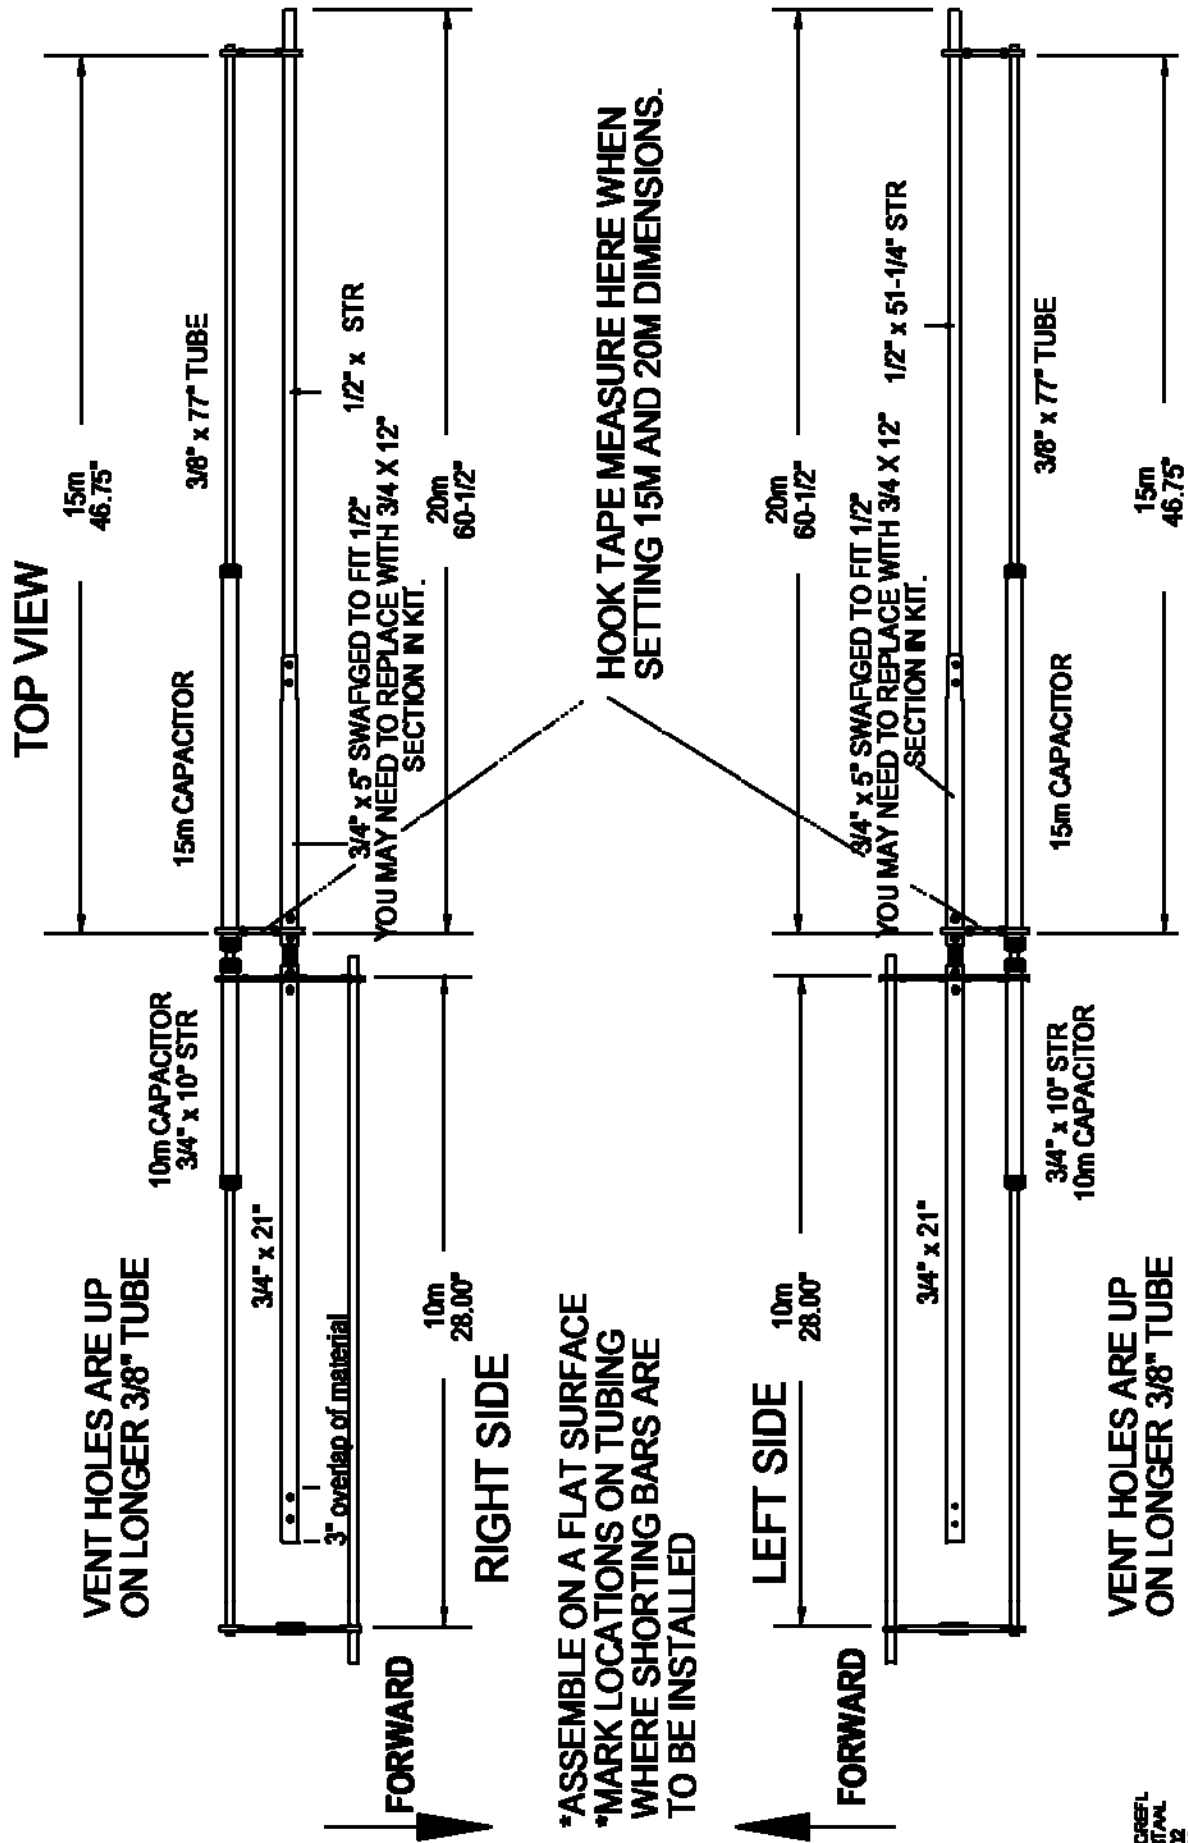 TOP VIEW
15m
46.75"
3/8" x 77" TUBE
15m CAPACITOR
10m CAPACITOR
3/4" x 10" STR
VENT HOLES ARE UP
ON LONGER 3/8" TUBE
3/4" x 21"
3" overlap of material
1/2" x STR
3/4" x 5" SWAFGED TO FIT 1/2"
YOU MAY NEED TO REPLACE WITH 3/4 X 12"
SECTION IN KIT.
20m
60-1/2"
10m
28.00"
RIGHT SIDE
FORWARD
HOOK TAPE MEASURE HERE WHEN
SETTING 15M AND 20M DIMENSIONS.
*ASSEMBLE ON A FLAT SURFACE
*MARK LOCATIONS ON TUBING
WHERE SHORTING BARS ARE
TO BE INSTALLED
LEFT SIDE
FORWARD
10m
28.00"
20m
60-1/2"
3/4" x 5" SWAFGED TO FIT 1/2"
YOU MAY NEED TO REPLACE WITH 3/4 X 12"
SECTION IN KIT.
1/2" x 51-1/4" STR
3/4" x 21"
3/8" x 77" TUBE
15m CAPACITOR
3/4" x 10" STR
10m CAPACITOR
15m
46.75"
VENT HOLES ARE UP
ON LONGER 3/8" TUBE